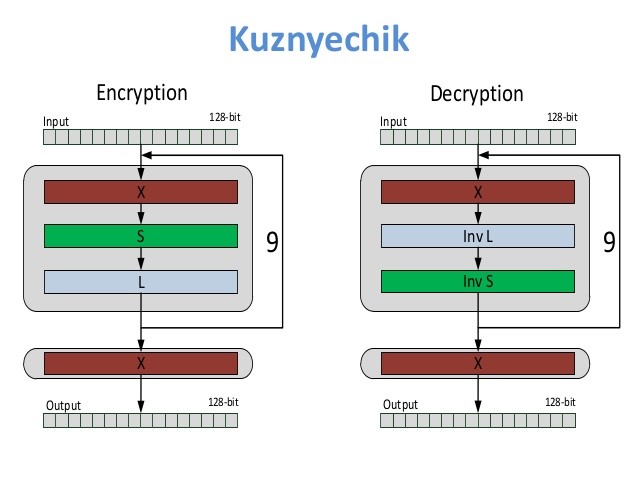 Kuznyechik
Encryption
Input
128-bit
X
S
L
9
X
Output
128-bit
Decryption
Input
128-bit
X
Inv L
Inv S
9
X
Output
128-bit